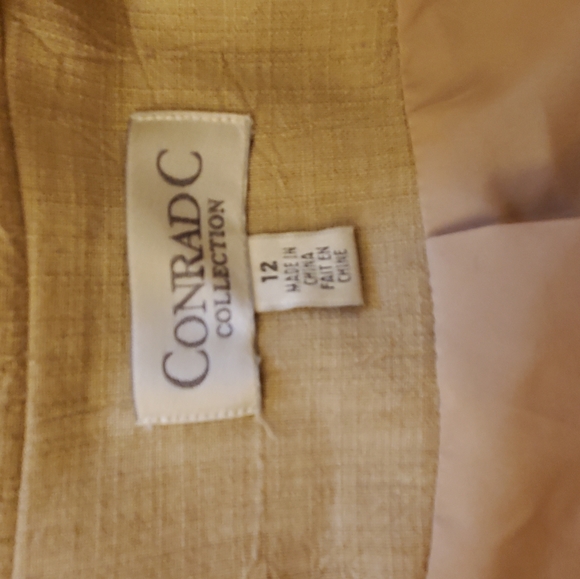 CONRAD C
COLLECTION
12
MADE IN
CHINA
FAIT EN
CHINE